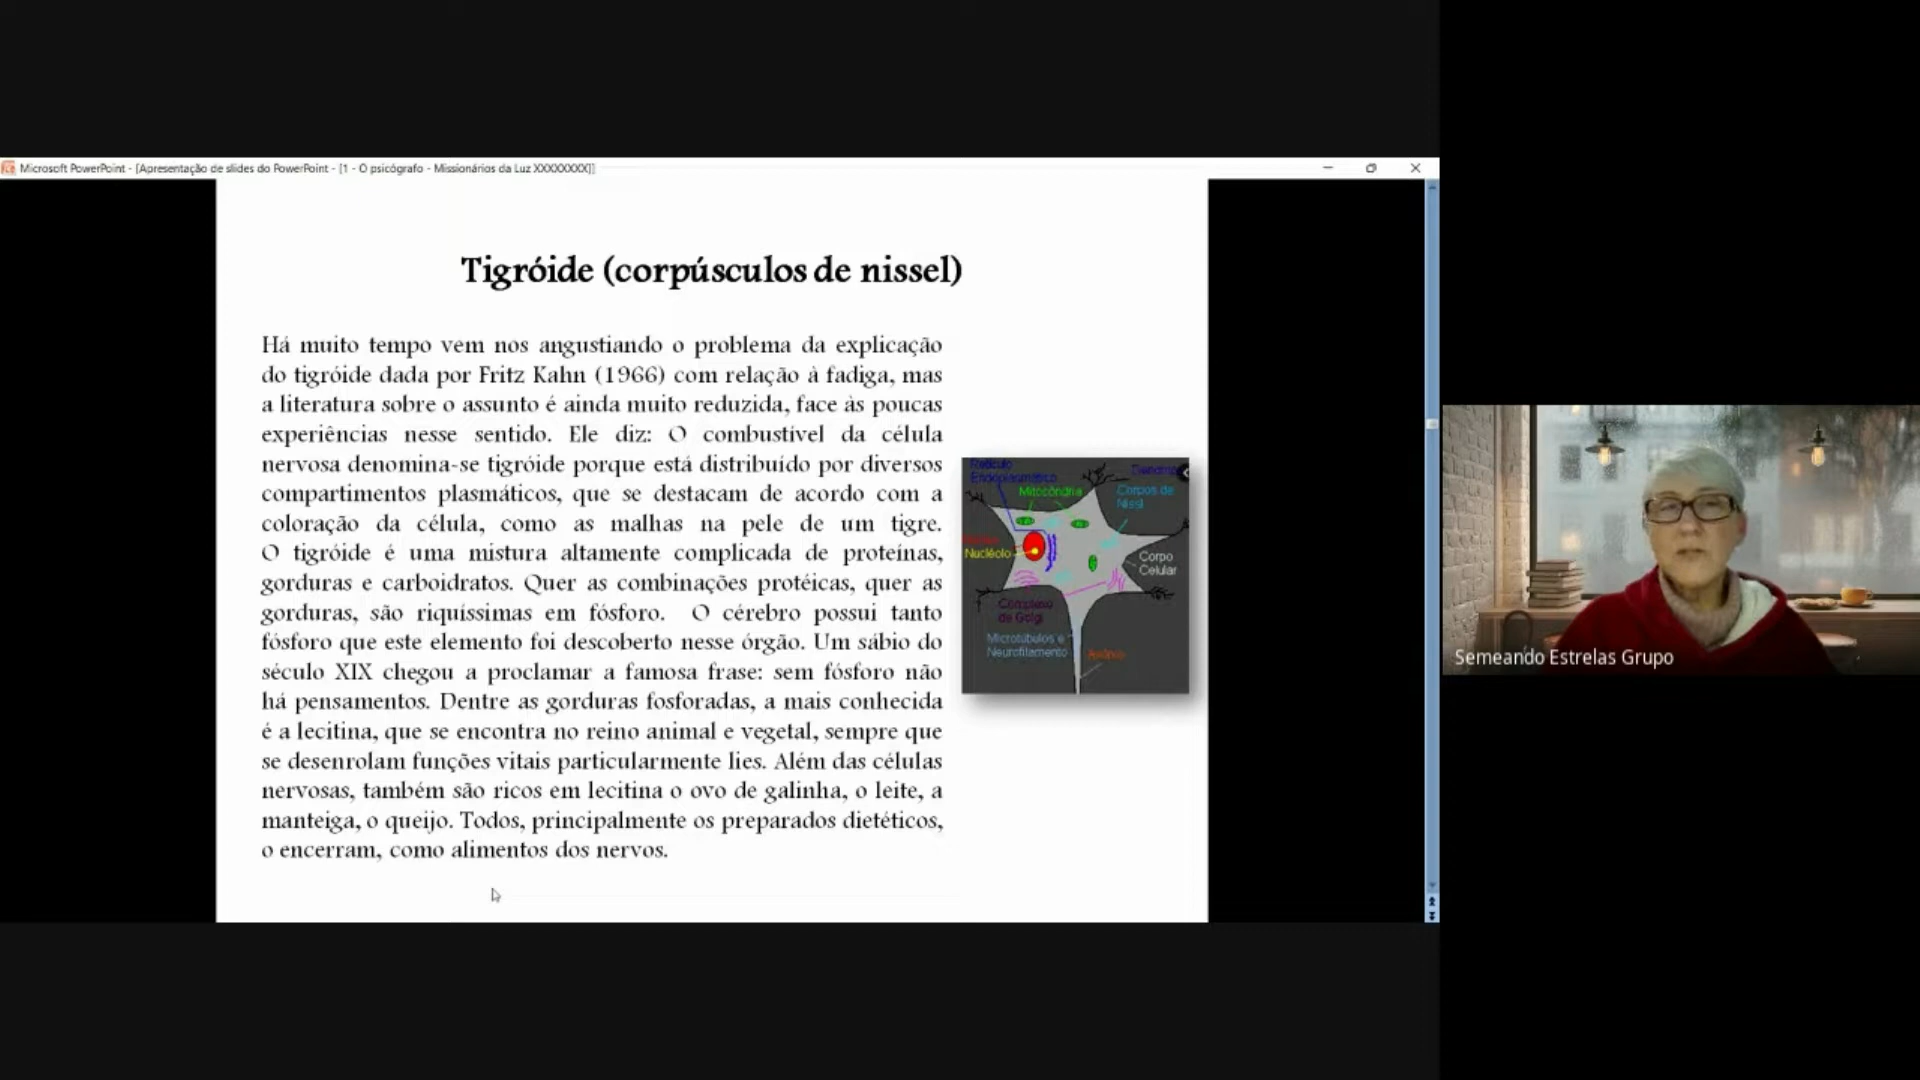 Microsoft PowerPoint - [Apresentação de slides do PowerPoint - [1 - O psicógrafo - Missionários da Luz XXXXXXXX]]
Tigróide (corpúsculos de nissel)
Há muito tempo vem nos angustiando o problema da explicação
do tigróide dada por Fritz Kahn (1966) com relação à fadiga, mas
a literatura sobre o assunto é ainda muito reduzida, face às poucas
experiências nesse sentido. Ele diz: O combustível da célula
nervosa denomina-se tigróide porque está distribuído por diversos
compartimentos plasmáticos, que se destacam de acordo com a
coloração da célula, como as malhas na pele de um tigre.
O tigróide é uma mistura altamente complicada de proteínas,
gorduras e carboidratos. Quer as combinações protéicas, quer as
gorduras, são riquíssimas em fósforo. O cérebro possui tanto
fósforo que este elemento foi descoberto nesse órgão. Um sábio do
século XIX chegou a proclamar a famosa frase: sem fósforo não
há pensamentos. Dentre as gorduras fosforadas, a mais conhecida
é a lecitina, que se encontra no reino animal e vegetal, sempre que
se desenrolam funções vitais particularmente lies. Além das células
nervosas, também são ricos em lecitina o ovo de galinha, o leite, a
manteiga, o queijo. Todos, principalmente os preparados dietéticos,
o encerram, como alimentos dos nervos.
Retículo
Endoplasmático
Mitocôndria
Corpos de
Nissl
Nucléolo
Corpo
Celular
Complexo
de Golgi
Microtúbulos e
Neurofilamento
Axônio
Semeando Estrelas Grupo